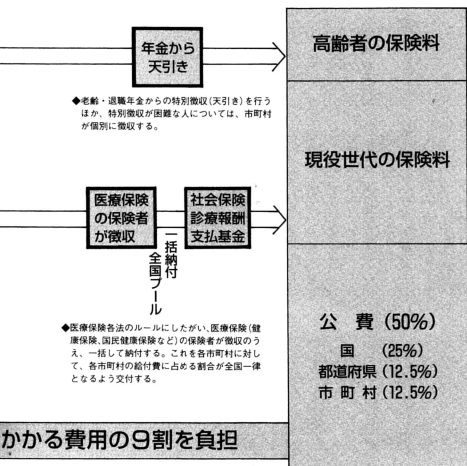 年金から
天引き
高齢者の保険料
◆老齢・退職年金からの特別徴収(天引き)を行う
ほか、特別徴収が困難な人については、市町村
が個別に徴収する。
現役世代の保険料
医療保険
の保険者
が徴収
社会保険
診療報酬
支払基金
一括納付
全国プール
◆医療保険各法のルールにしたがい、医療保険(健
康保険、国民健康保険など)の保険者が徴収のう
え、一括して納付する。これを各市町村に対し
て、各市町村の給付費に占める割合が全国一律
となるよう交付する。
公費(50%)
国 (25%)
都道府県(12.5%)
市町村(12.5%)
かかる費用の9割を負担